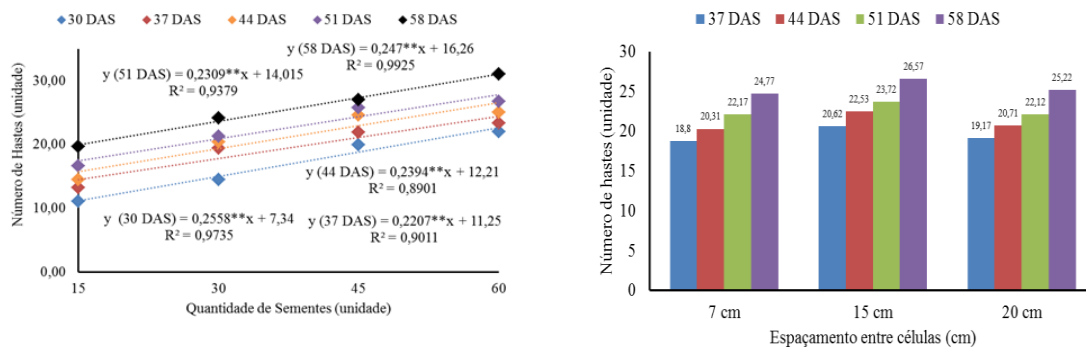 30 DAS 37 DAS 44 DAS 51 DAS 58 DAS
Número de Hastes (unidade)
30,00
20,00
10,00
0,00
y (58 DAS) = 0,247**x + 16,26
R² = 0,9925
y (51 DAS) = 0,2309**x + 14,015
R² = 0,9379
y (44 DAS) = 0,2394**x + 12,21
R² = 0,8901
y (30 DAS) = 0,2558**x + 7,34
R² = 0,9735
y (37 DAS) = 0,2207**x + 11,25
R² = 0,9011
15 30 45 60
Quantidade de Sementes (unidade)
37 DAS 44 DAS 51 DAS 58 DAS
Número de hastes (unidade)
30
25
20
15
10
5
0
18,8 20,31 22,17 24,77
20,62 22,53 23,72 26,57
19,17 20,71 22,12 25,22
7 cm 15 cm 20 cm
Espaçamento entre células (cm)